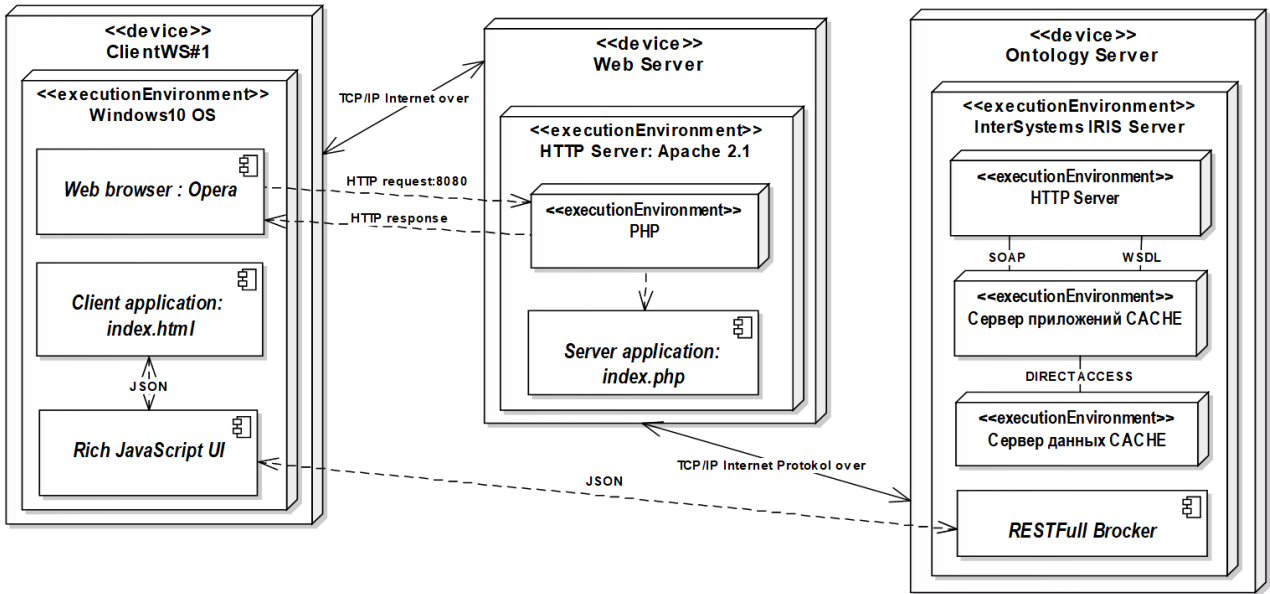 <<device>>
ClientWS#1
<<executionEnvironment>>
Windows10 OS
Web browser : Opera
Client application:
index.html
JSON
Rich JavaScript UI
TCP/IP Internet over
HTTP request:8080
HTTP response
<<device>>
Web Server
<<executionEnvironment>>
HTTP Server: Apache 2.1
<<executionEnvironment>>
PHP
Server application:
index.php
TCP/IP Internet Protokol over
JSON
<<device>>
Ontology Server
<<executionEnvironment>>
InterSystems IRIS Server
<<executionEnvironment>>
HTTP Server
SOAP
WSDL
<<executionEnvironment>>
Сервер приложений CACHE
DIRECTACCESS
<<executionEnvironment>>
Сервер данных CACHE
RESTFull Brocker